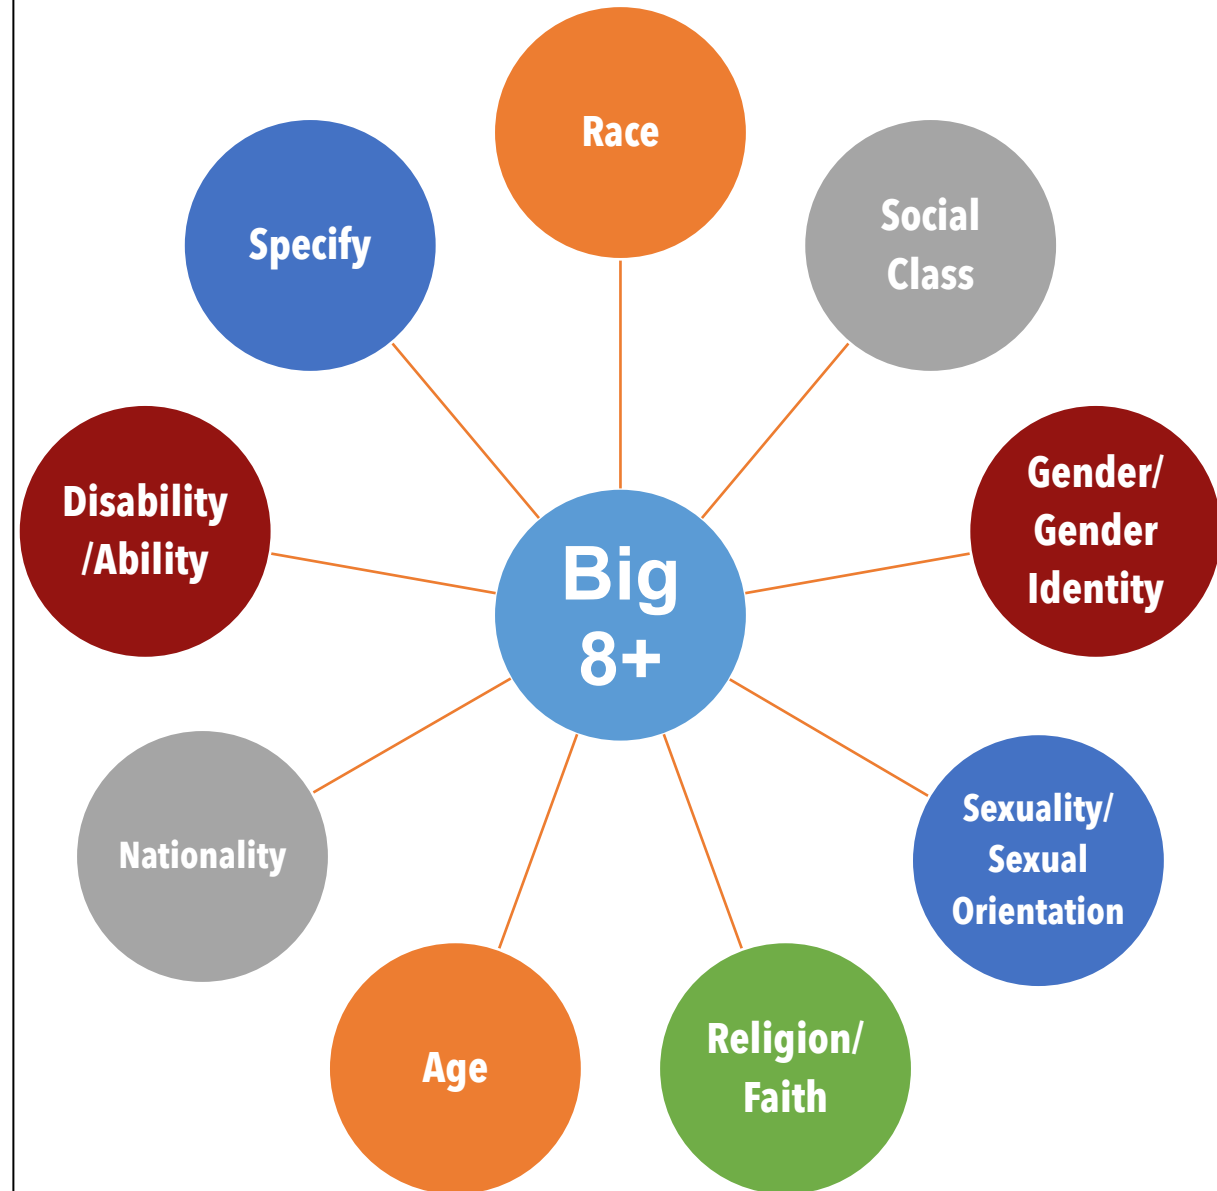 Race
Social
Class
Gender/
Gender
Identity
Sexuality/
Sexual
Orientation
Religion/
Faith
Age
Nationality
Disability
/Ability
Specify
Big
8+